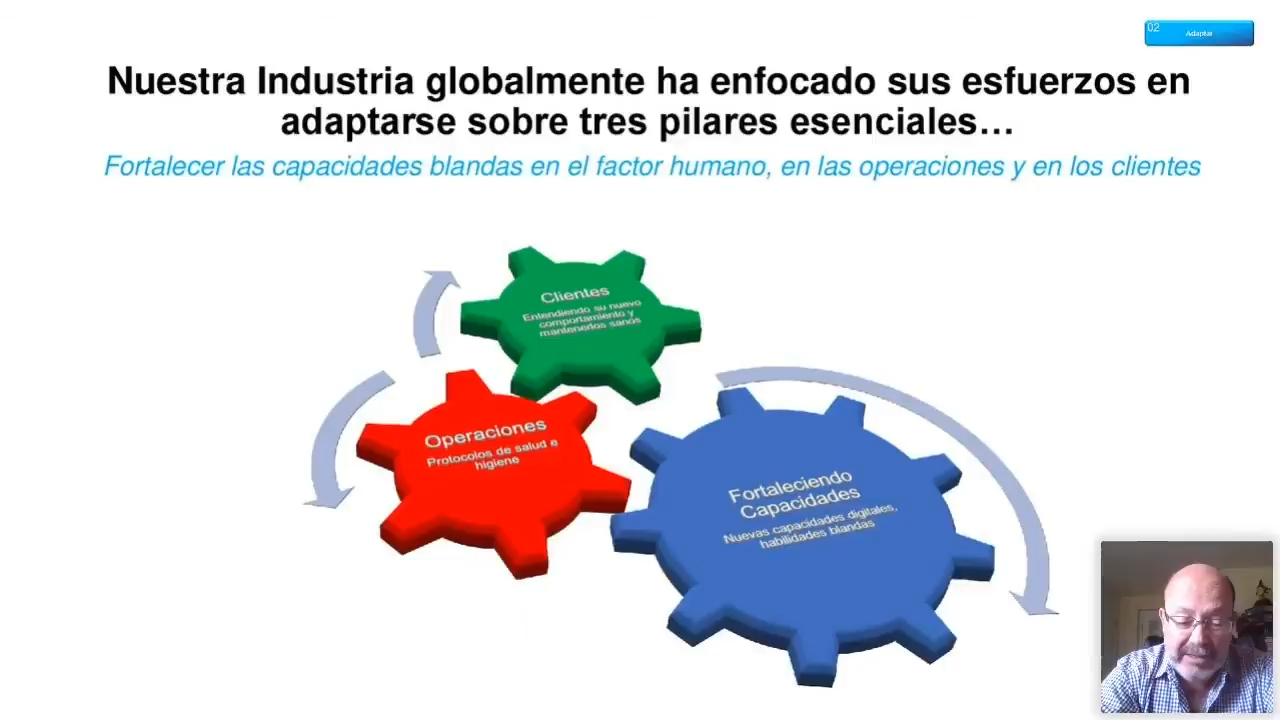 02
Adaptar
Nuestra Industria globalmente ha enfocado sus esfuerzos en
adaptarse sobre tres pilares esenciales…
Fortalecer las capacidades blandas en el factor humano, en las operaciones y en los clientes
Clientes
Entendiendo su nuevo
comportamiento y
mantenerlos sanos
Operaciones
Protocolos de salud e
higiene
Fortaleciendo
Capacidades
Nuevas capacidades digitales,
habilidades blandas